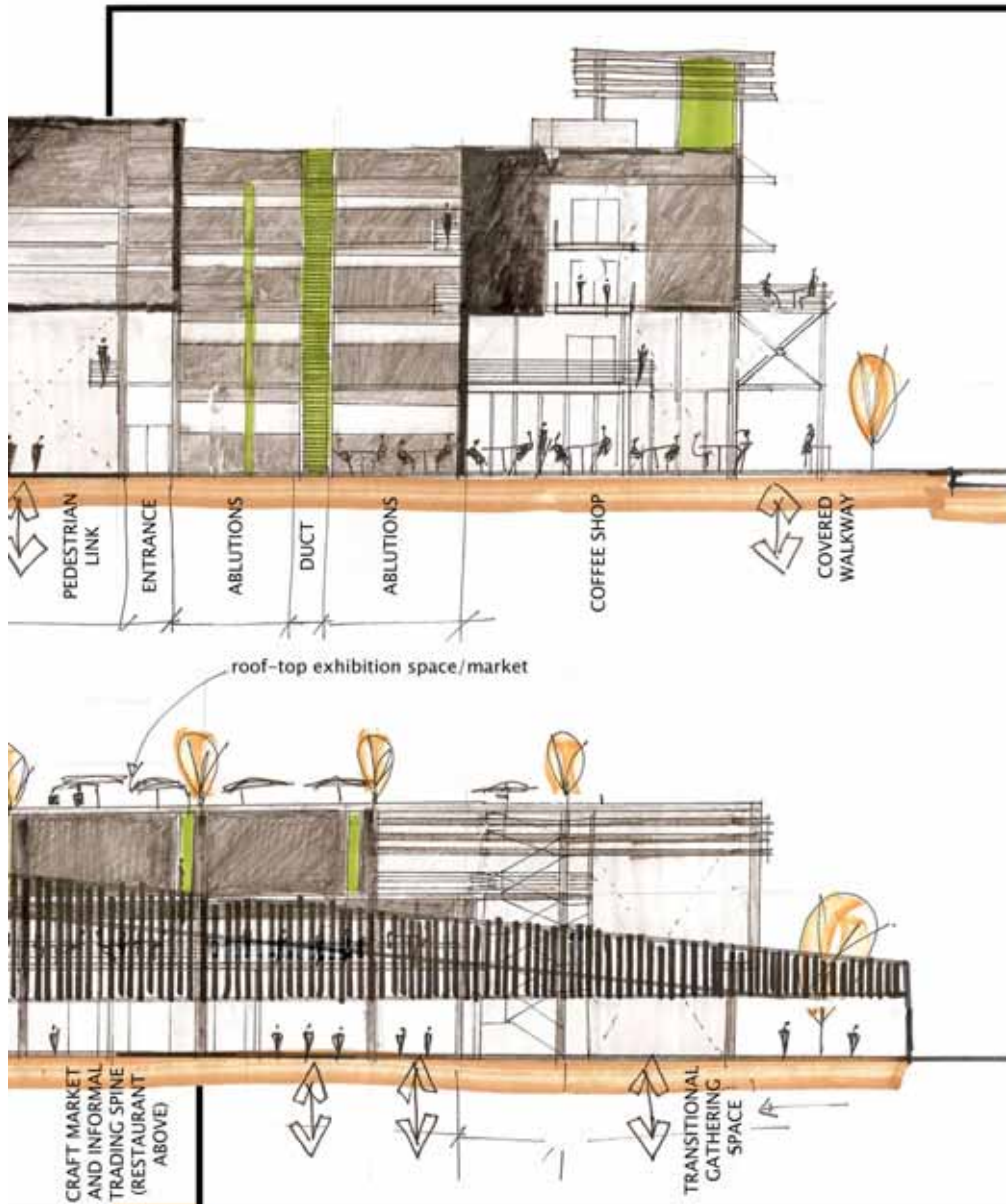 PEDESTRIAN
LINK
ENTRANCE
ABLUTIONS
DUCT
ABLUTIONS
COFFEE SHOP
COVERED
WALKWAY
roof-top exhibition space/market
CRAFT MARKET
AND INFORMAL
TRADING SPINE
(RESTAURANT
ABOVE)
TRANSITIONAL
GATHERING
SPACE